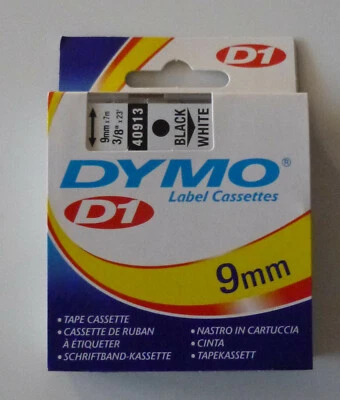 D1
9mm x 7m
3/8" x 23'
40913
BLACK
WHITE
DYMO®
Label Cassettes
D1
9mm
• TAPE CASSETTE
• CASSETTE DE RUBAN
À ÉTIQUETER
• SCHRIFTBAND-KASSETTE
• NASTRO IN CARTUCCIA
• CINTA
• TAPEKASSETT